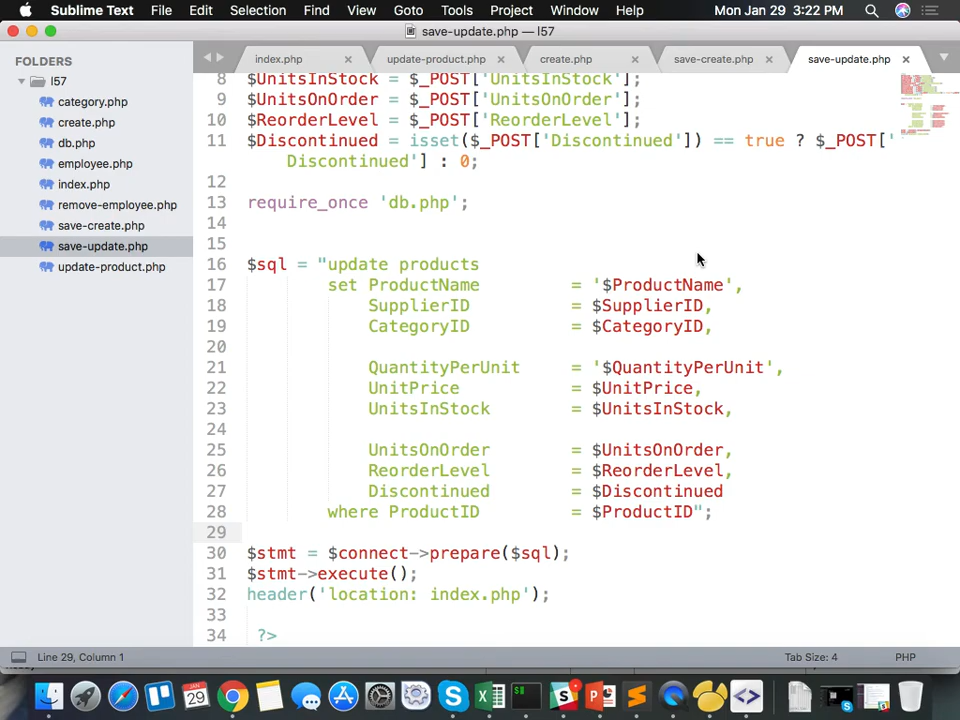 Sublime Text File Edit Selection Find View Goto Tools Project Window Help Mon Jan 29 3:22 PM
save-update.php — l57
FOLDERS
l57
category.php
create.php
db.php
employee.php
index.php
remove-employee.php
save-create.php
save-update.php
update-product.php
index.php × update-product.php × create.php × save-create.php × save-update.php ×
8 $UnitsInStock = $_POST['UnitsInStock'];
9 $UnitsOnOrder = $_POST['UnitsOnOrder'];
10 $ReorderLevel = $_POST['ReorderLevel'];
11 $Discontinued = isset($_POST['Discontinued']) == true ? $_POST['
Discontinued'] : 0;
12
13 require_once 'db.php';
14
15
16 $sql = "update products
17 set ProductName = '$ProductName',
18 SupplierID = $SupplierID,
19 CategoryID = $CategoryID,
20
21 QuantityPerUnit = '$QuantityPerUnit',
22 UnitPrice = $UnitPrice,
23 UnitsInStock = $UnitsInStock,
24
25 UnitsOnOrder = $UnitsOnOrder,
26 ReorderLevel = $ReorderLevel,
27 Discontinued = $Discontinued
28 where ProductID = $ProductID";
29
30 $stmt = $connect->prepare($sql);
31 $stmt->execute();
32 header('location: index.php');
33
34 ?>
Line 29, Column 1 Tab Size: 4 PHP